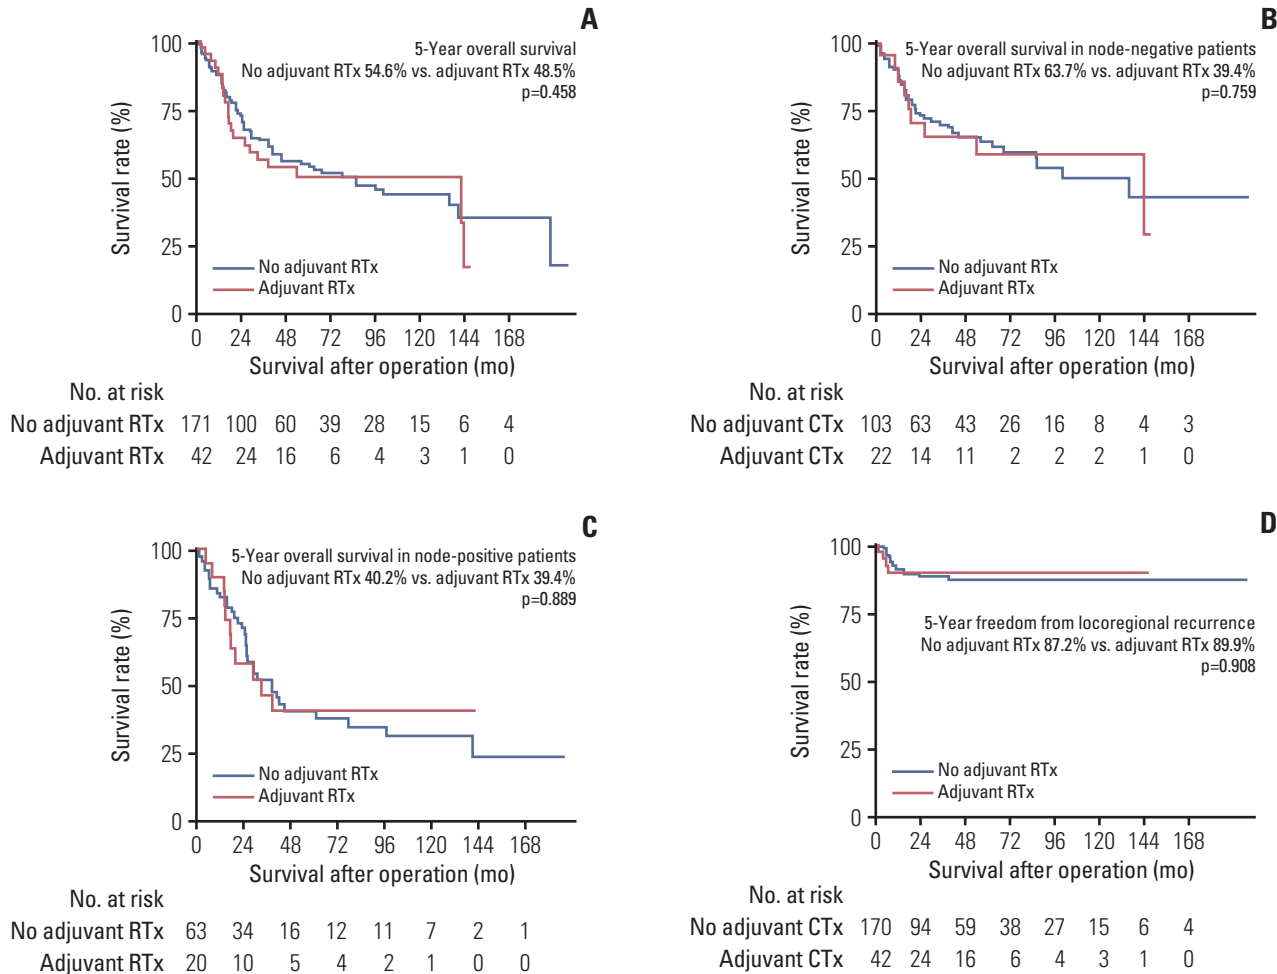 A
5-Year overall survival
No adjuvant RTx 54.6% vs. adjuvant RTx 48.5%
p=0.458
Survival rate (%)
100
75
50
25
0
No adjuvant RTx
Adjuvant RTx
0 24 48 72 96 120 144 168
Survival after operation (mo)
No. at risk
No adjuvant RTx 171 100 60 39 28 15 6 4
Adjuvant RTx 42 24 16 6 4 3 1 0
B
5-Year overall survival in node-negative patients
No adjuvant RTx 63.7% vs. adjuvant RTx 39.4%
p=0.759
Survival rate (%)
100
75
50
25
0
No adjuvant RTx
Adjuvant RTx
0 24 48 72 96 120 144 168
Survival after operation (mo)
No. at risk
No adjuvant CTx 103 63 43 26 16 8 4 3
Adjuvant CTx 22 14 11 2 2 2 1 0
C
5-Year overall survival in node-positive patients
No adjuvant RTx 40.2% vs. adjuvant RTx 39.4%
p=0.889
Survival rate (%)
100
75
50
25
0
No adjuvant RTx
Adjuvant RTx
0 24 48 72 96 120 144 168
Survival after operation (mo)
No. at risk
No adjuvant RTx 63 34 16 12 11 7 2 1
Adjuvant RTx 20 10 5 4 2 1 0 0
D
5-Year freedom from locoregional recurrence
No adjuvant RTx 87.2% vs. adjuvant RTx 89.9%
p=0.908
Survival rate (%)
100
75
50
25
0
No adjuvant RTx
Adjuvant RTx
0 24 48 72 96 120 144 168
Survival after operation (mo)
No. at risk
No adjuvant CTx 170 94 59 38 27 15 6 4
Adjuvant CTx 42 24 16 6 4 3 1 0